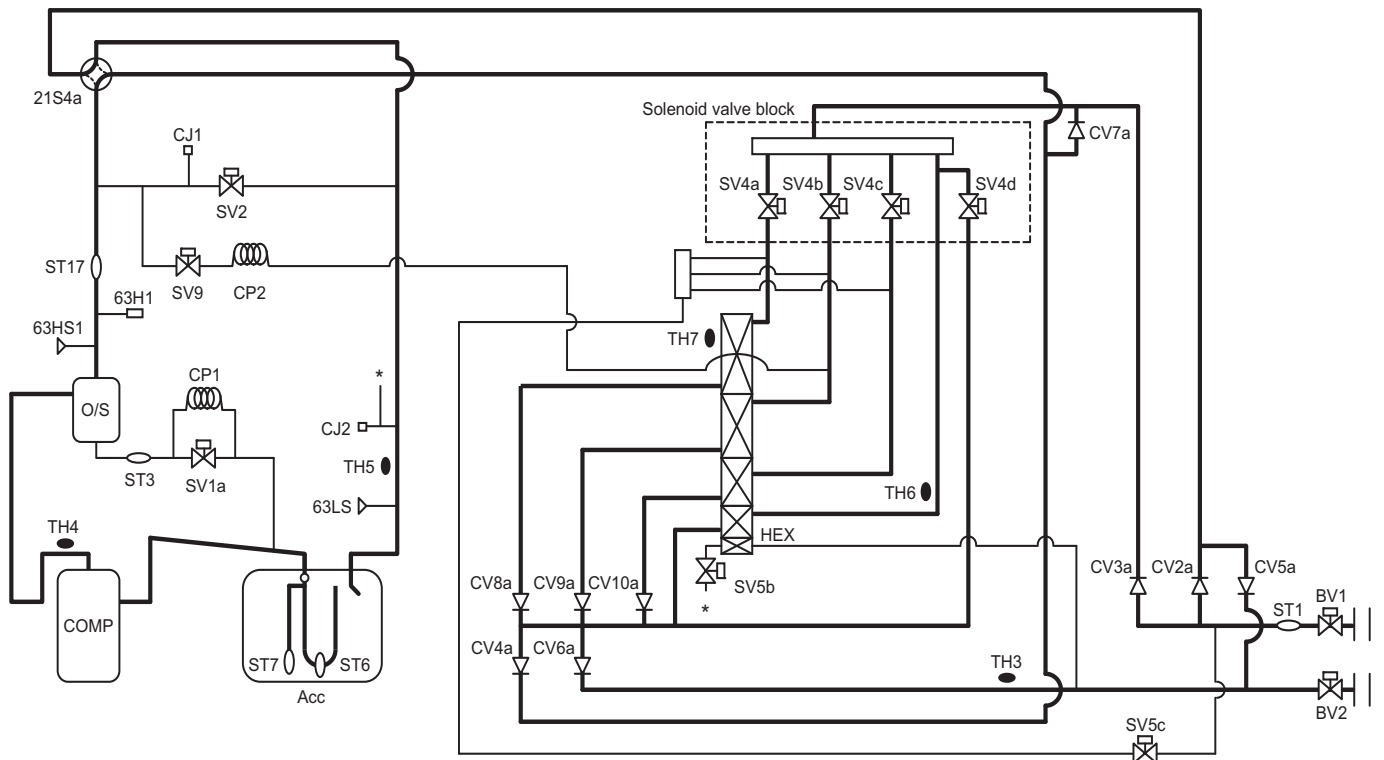 21S4a
CJ1
SV2
Solenoid valve block
CV7a
SV4a
SV4b
SV4c
SV4d
ST17
SV9
CP2
63H1
63HS1
TH7
CP1
*
O/S
CJ2
ST3
SV1a
TH5
TH6
63LS
TH4
HEX
SV5b
*
CV8a
CV9a
CV10a
CV3a
CV2a
CV5a
ST1
BV1
COMP
ST7
ST6
Acc
CV4a
CV6a
TH3
BV2
SV5c